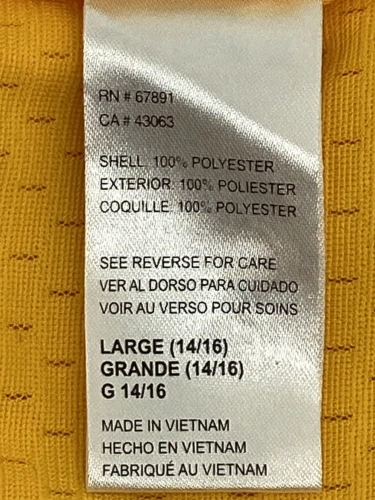 RN # 67891
CA # 43063
SHELL: 100% POLYESTER
EXTERIOR: 100% POLIESTER
COQUILLE: 100% POLYESTER
SEE REVERSE FOR CARE
VER AL DORSO PARA CUIDADO
VOIR AU VERSO POUR SOINS
LARGE (14/16)
GRANDE (14/16)
G 14/16
MADE IN VIETNAM
HECHO EN VIETNAM
FABRIQUÉ AU VIETNAM